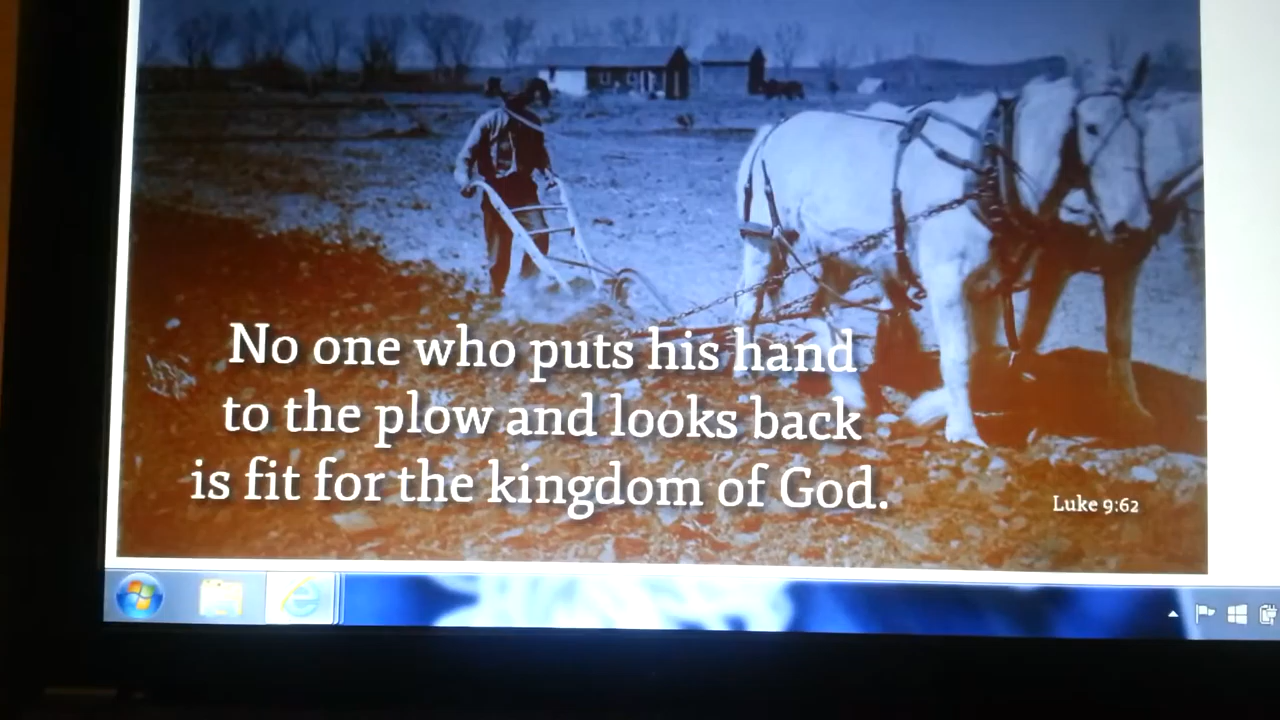 No one who puts his hand
to the plow and looks back
is fit for the kingdom of God.
Luke 9:62